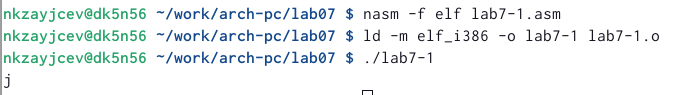 nkzayjcev@dk5n56 ~/work/arch-pc/lab07 $ nasm -f elf lab7-1.asm
nkzayjcev@dk5n56 ~/work/arch-pc/lab07 $ ld -m elf_i386 -o lab7-1 lab7-1.o
nkzayjcev@dk5n56 ~/work/arch-pc/lab07 $ ./lab7-1
j